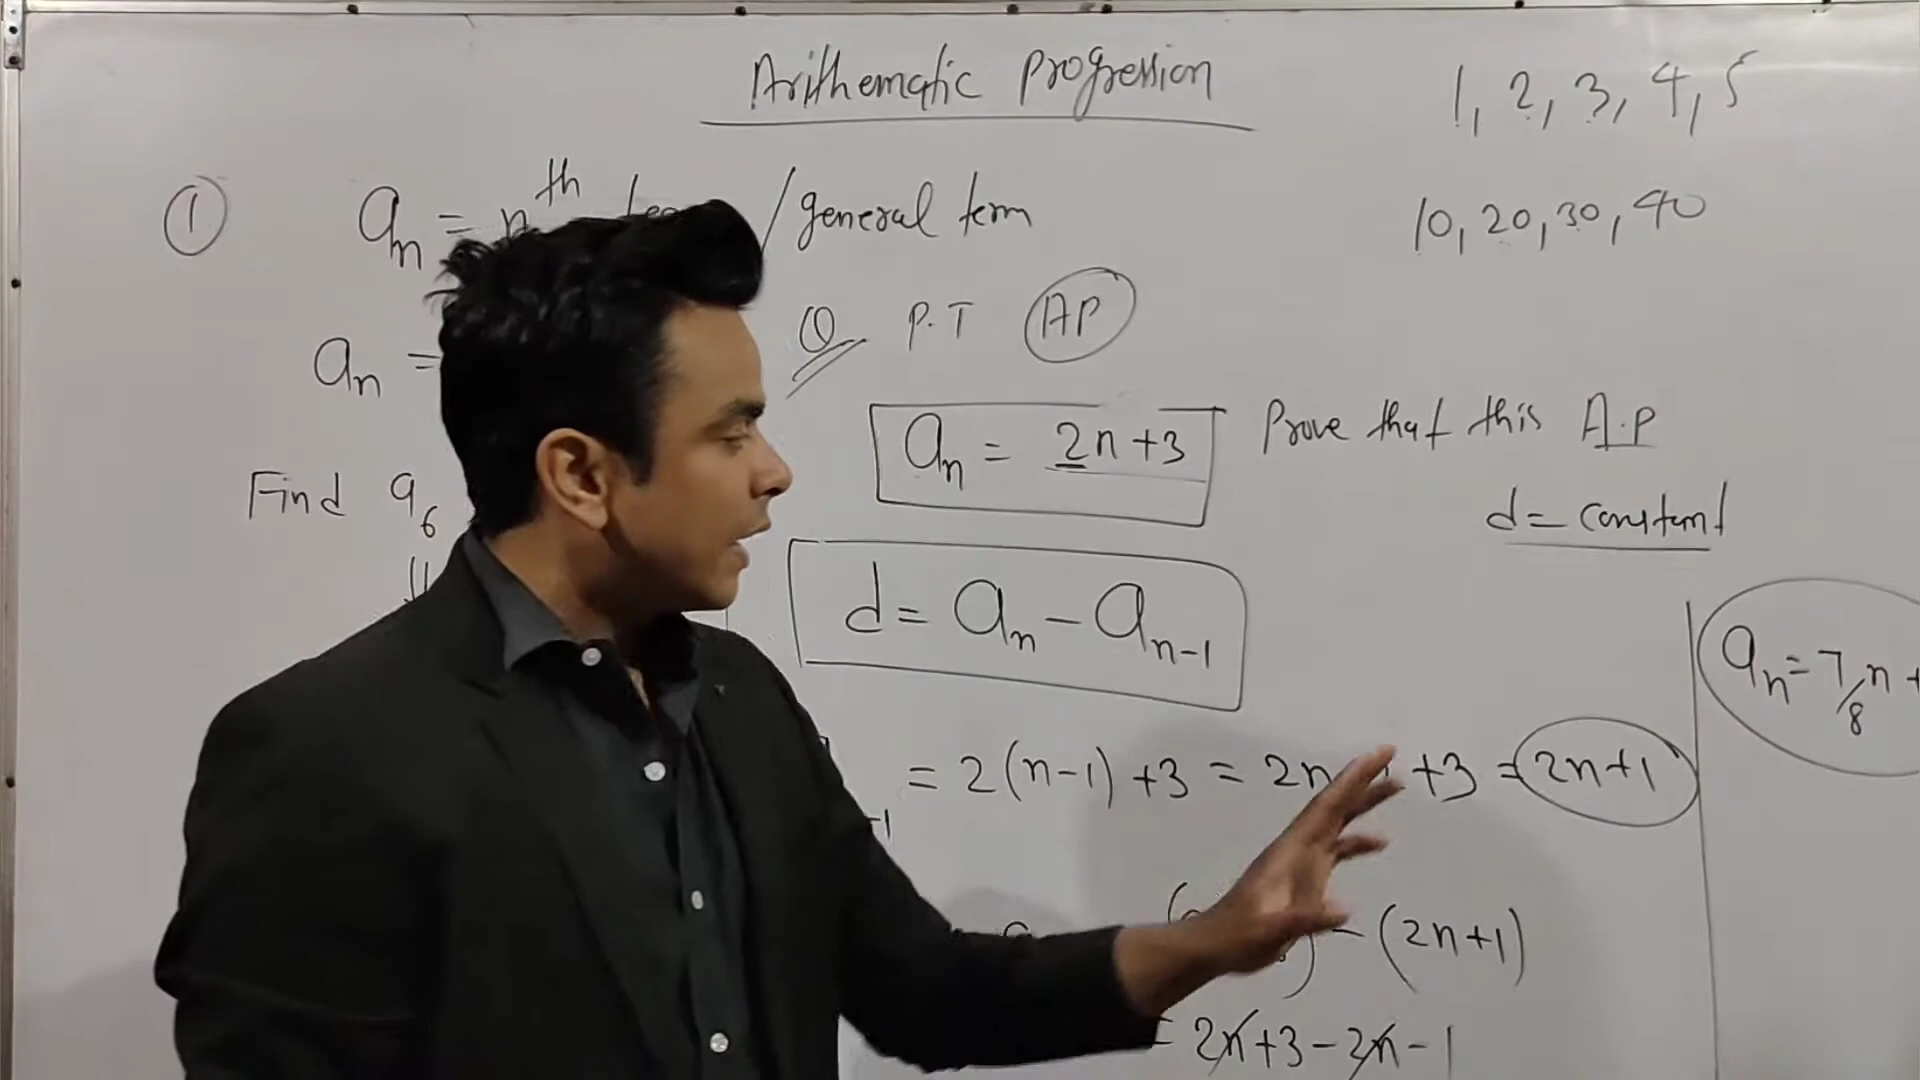 Arithematic Progression
1, 2, 3, 4, 5
10, 20, 30, 40
① aₙ = nᵗʰ / general term
aₙ =
Q P.T AP
aₙ = 2n+3 Prove that this A.P
d = constant
Find a₆
d = aₙ - aₙ₋₁
aₙ = 7/8 n +
= 2(n-1) +3 = 2n +3 = 2n+1
- (2n+1)
= 2n+3-2n-1